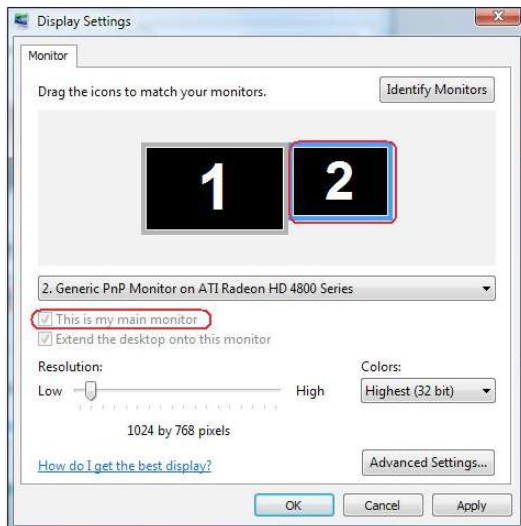 Display Settings
Monitor
Drag the icons to match your monitors.
Identify Monitors
1
2
2. Generic PnP Monitor on ATI Radeon HD 4800 Series
This is my main monitor
Extend the desktop onto this monitor
Resolution:
Colors:
Low
High
Highest (32 bit)
1024 by 768 pixels
How do I get the best display?
Advanced Settings...
OK
Cancel
Apply